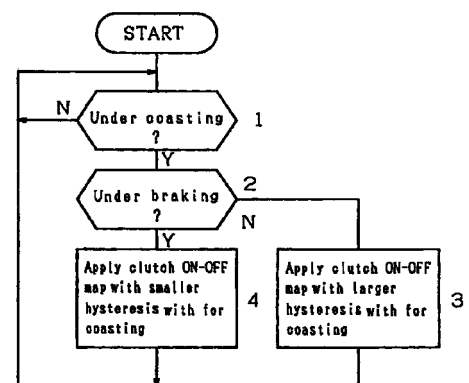 START
N
Under coasting
?
1
Y
Under braking
?
2
N
Y
Apply clutch ON-OFF
map with smaller
hysteresis with for
coasting
4
Apply clutch ON-OFF
map with larger
hysteresis with for
coasting
3